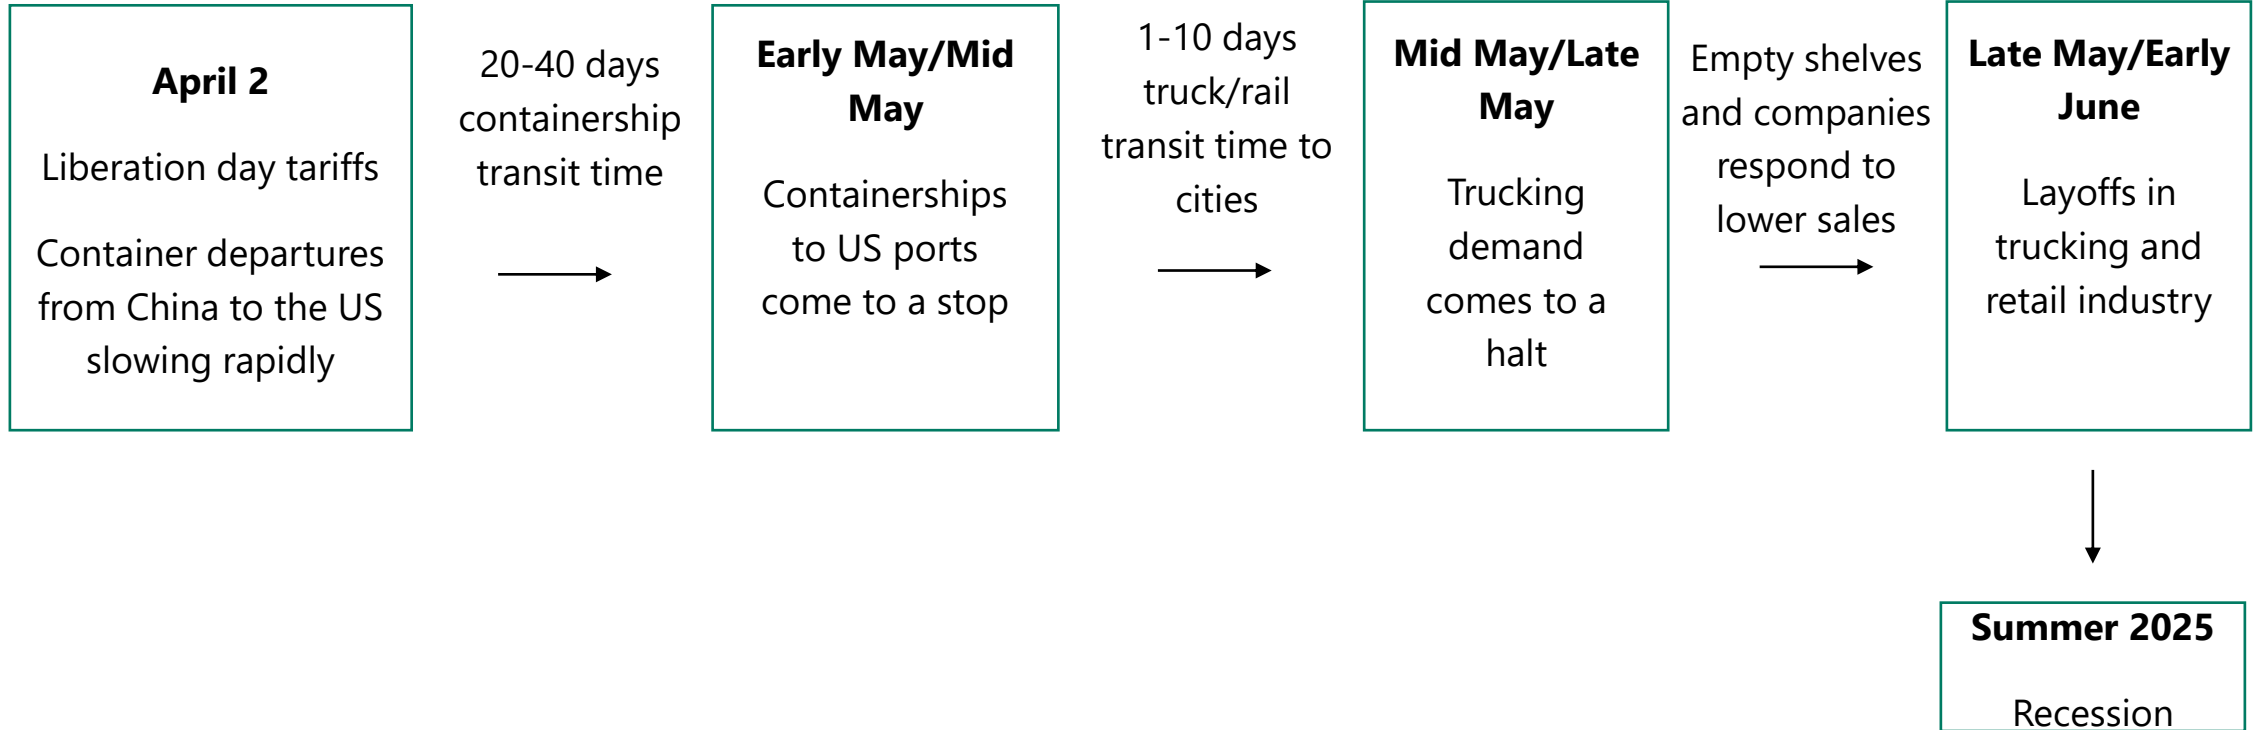 April 2
Liberation day tariffs
Container departures
from China to the US
slowing rapidly
20-40 days
containership
transit time
Early May/Mid
May
Containerships
to US ports
come to a stop
1-10 days
truck/rail
transit time to
cities
Mid May/Late
May
Trucking
demand
comes to a
halt
Empty shelves
and companies
respond to
lower sales
Late May/Early
June
Layoffs in
trucking and
retail industry
Summer 2025
Recession